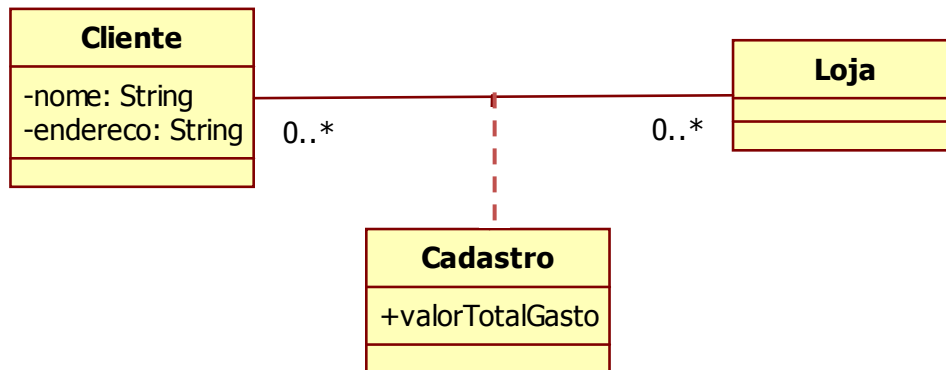 Cliente
-nome: String
-endereco: String
0..*
0..*
Loja
Cadastro
+valorTotalGasto